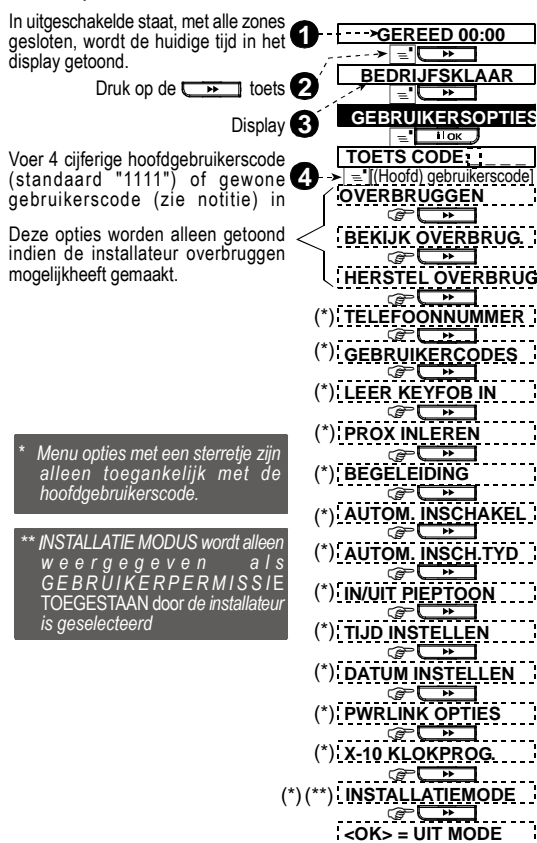 In uitgeschakelde staat, met alle zones
gesloten, wordt de huidige tijd in het
display getoond.
Druk op de ▸▸ toets
Display
Voer 4 cijferige hoofdgebruikerscode
(standaard "1111") of gewone
gebruikerscode (zie notitie) in
Deze opties worden alleen getoond
indien de installateur overbruggen
mogelijkheeft gemaakt.
* Menu opties met een sterretje zijn
alleen toegankelijk met de
hoofdgebruikerscode.
** INSTALLATIE MODUS wordt alleen
weergegeven als
GEBRUIKERPERMISSIE
TOEGESTAAN door de installateur
is geselecteerd
1
GEREED 00:00
2
BEDRIJFSKLAAR
3
GEBRUIKERSOPTIES
i OK
TOETS CODE: _ _ _ _
4
[(Hoofd) gebruikerscode]
OVERBRUGGEN
BEKIJK OVERBRUG.
HERSTEL OVERBRUG
(*) TELEFOONNUMMER
(*) GEBRUIKERCODES
(*) LEER KEYFOB IN
(*) PROX INLEREN
(*) BEGELEIDING
(*) AUTOM. INSCHAKEL
(*) AUTOM. INSCH.TYD
(*) IN/UIT PIEPTOON
(*) TIJD INSTELLEN
(*) DATUM INSTELLEN
(*) PWRLINK OPTIES
(*) X-10 KLOKPROG.
(*) (**) INSTALLATIEMODE
<OK> = UIT MODE